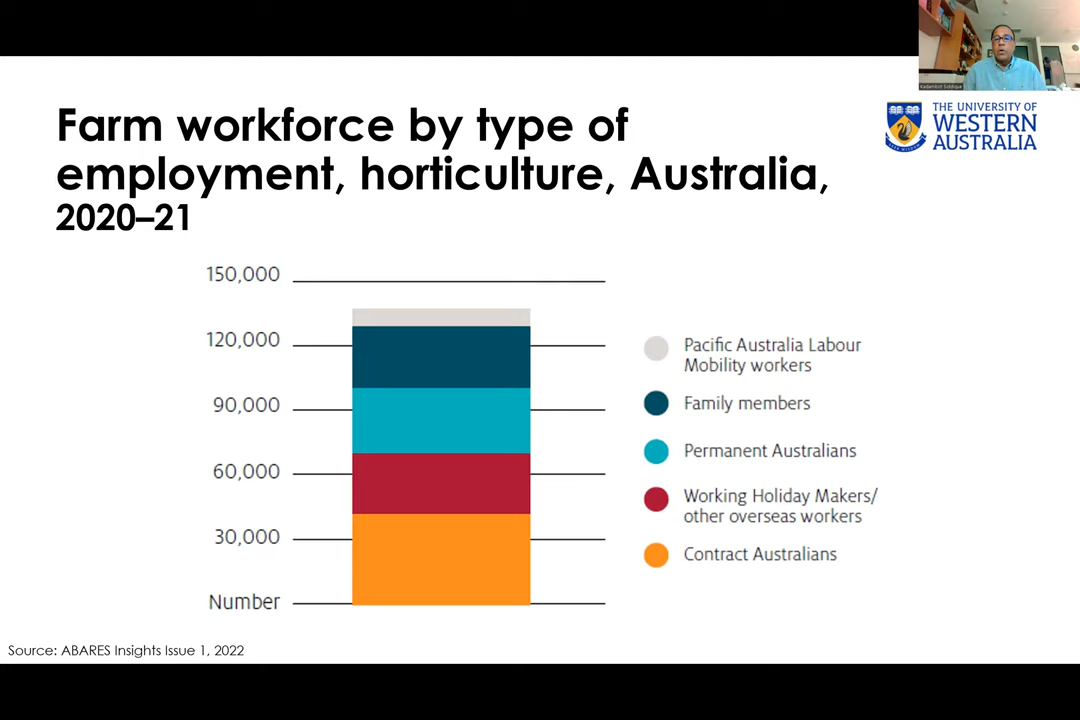 Kadambot Siddique
THE UNIVERSITY OF
WESTERN
AUSTRALIA
Farm workforce by type of
employment, horticulture, Australia,
2020–21
150,000
120,000
90,000
60,000
30,000
Number
Pacific Australia Labour
Mobility workers
Family members
Permanent Australians
Working Holiday Makers/
other overseas workers
Contract Australians
Source: ABARES Insights Issue 1, 2022